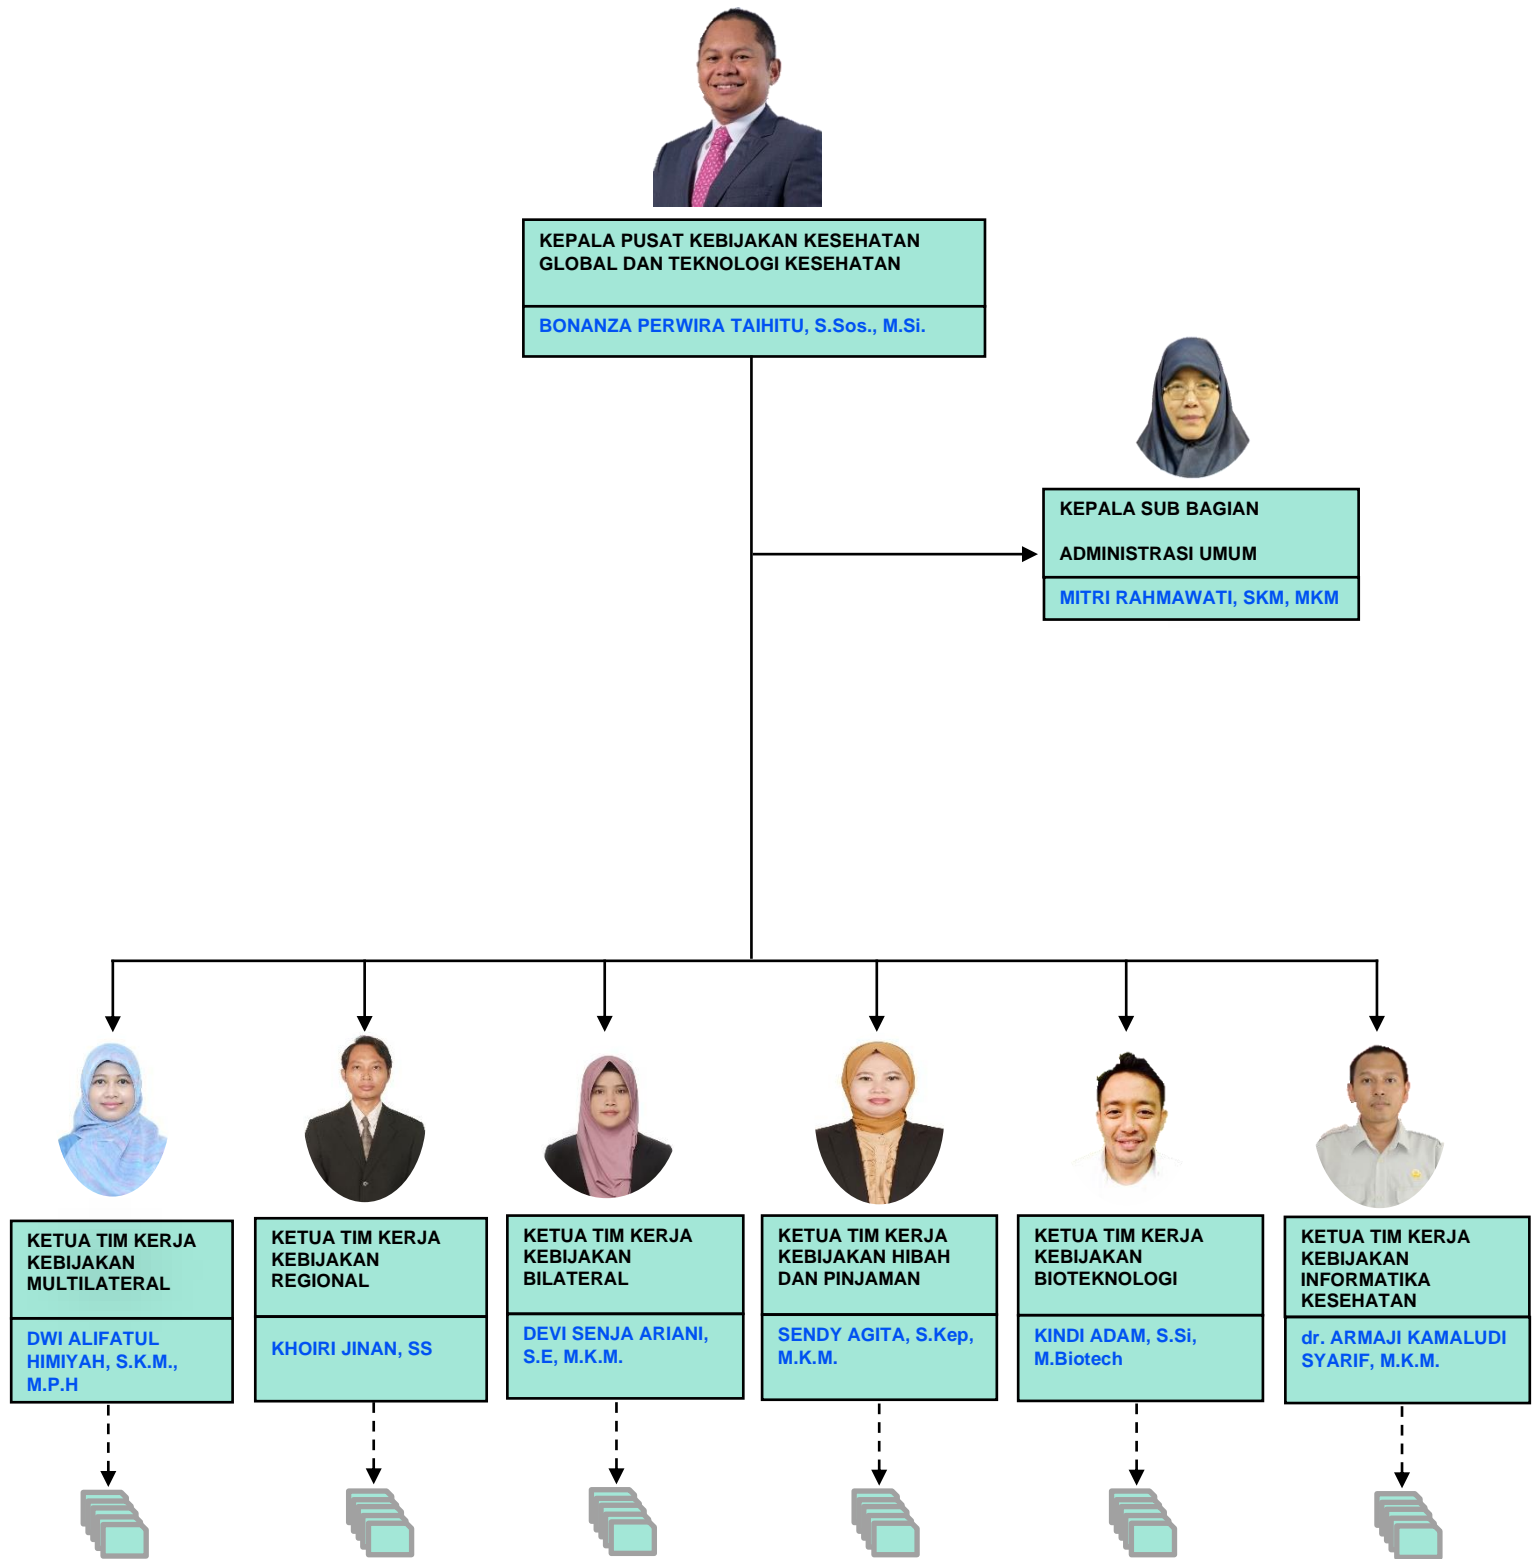 KEPALA PUSAT KEBIJAKAN KESEHATAN
GLOBAL DAN TEKNOLOGI KESEHATAN
BONANZA PERWIRA TAIHITU, S.Sos., M.Si.
KEPALA SUB BAGIAN
ADMINISTRASI UMUM
MITRI RAHMAWATI, SKM, MKM
KETUA TIM KERJA
KEBIJAKAN
MULTILATERAL
DWI ALIFATUL
HIMIYAH, S.K.M.,
M.P.H
KETUA TIM KERJA
KEBIJAKAN
REGIONAL
KHOIRI JINAN, SS
KETUA TIM KERJA
KEBIJAKAN
BILATERAL
DEVI SENJA ARIANI,
S.E, M.K.M.
KETUA TIM KERJA
KEBIJAKAN HIBAH
DAN PINJAMAN
SENDY AGITA, S.Kep,
M.K.M.
KETUA TIM KERJA
KEBIJAKAN
BIOTEKNOLOGI
KINDI ADAM, S.Si,
M.Biotech
KETUA TIM KERJA
KEBIJAKAN
INFORMATIKA
KESEHATAN
dr. ARMAJI KAMALUDI
SYARIF, M.K.M.